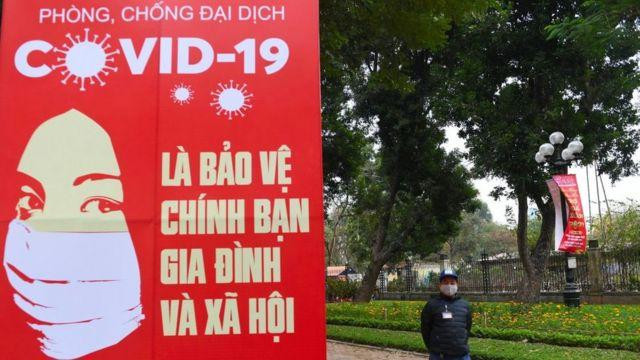 PHÒNG, CHỐNG ĐẠI DỊCH
COVID-19
LÀ BẢO VỆ
CHÍNH BẠN
GIA ĐÌNH
VÀ XÃ HỘI